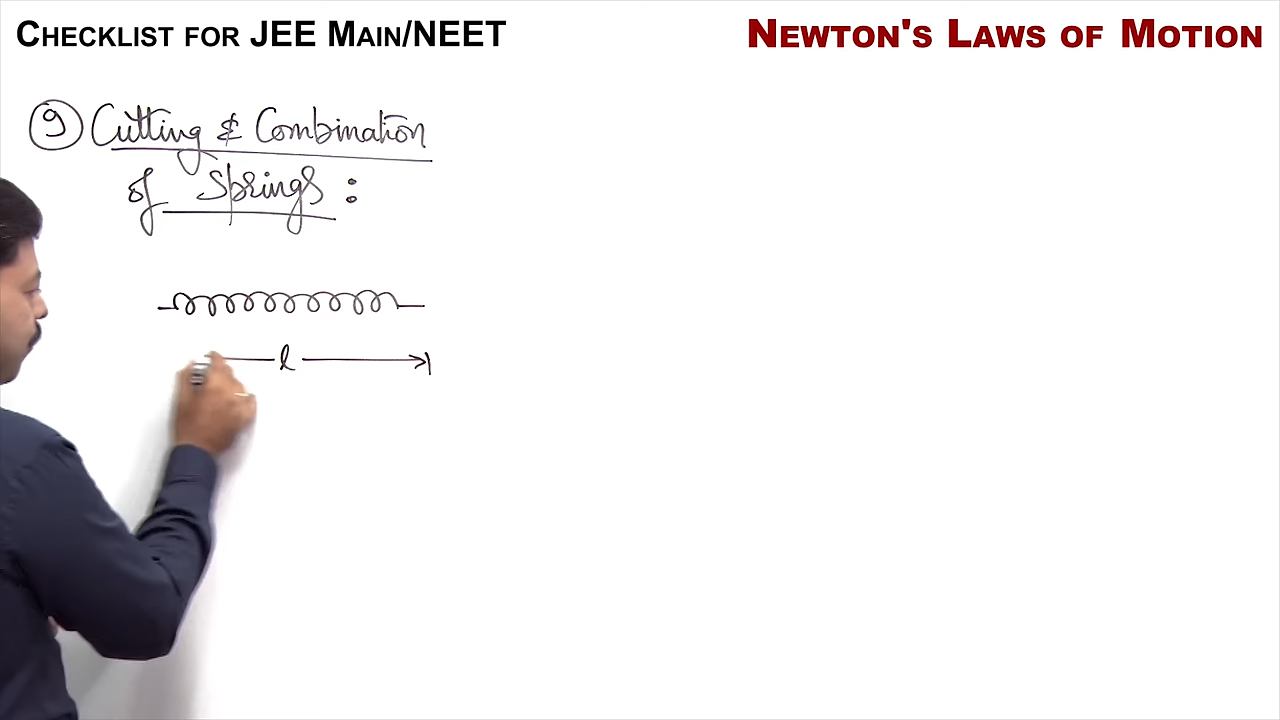 CHECKLIST FOR JEE MAIN/NEET
NEWTON'S LAWS OF MOTION
9 Cutting & Combination
of Springs :
l